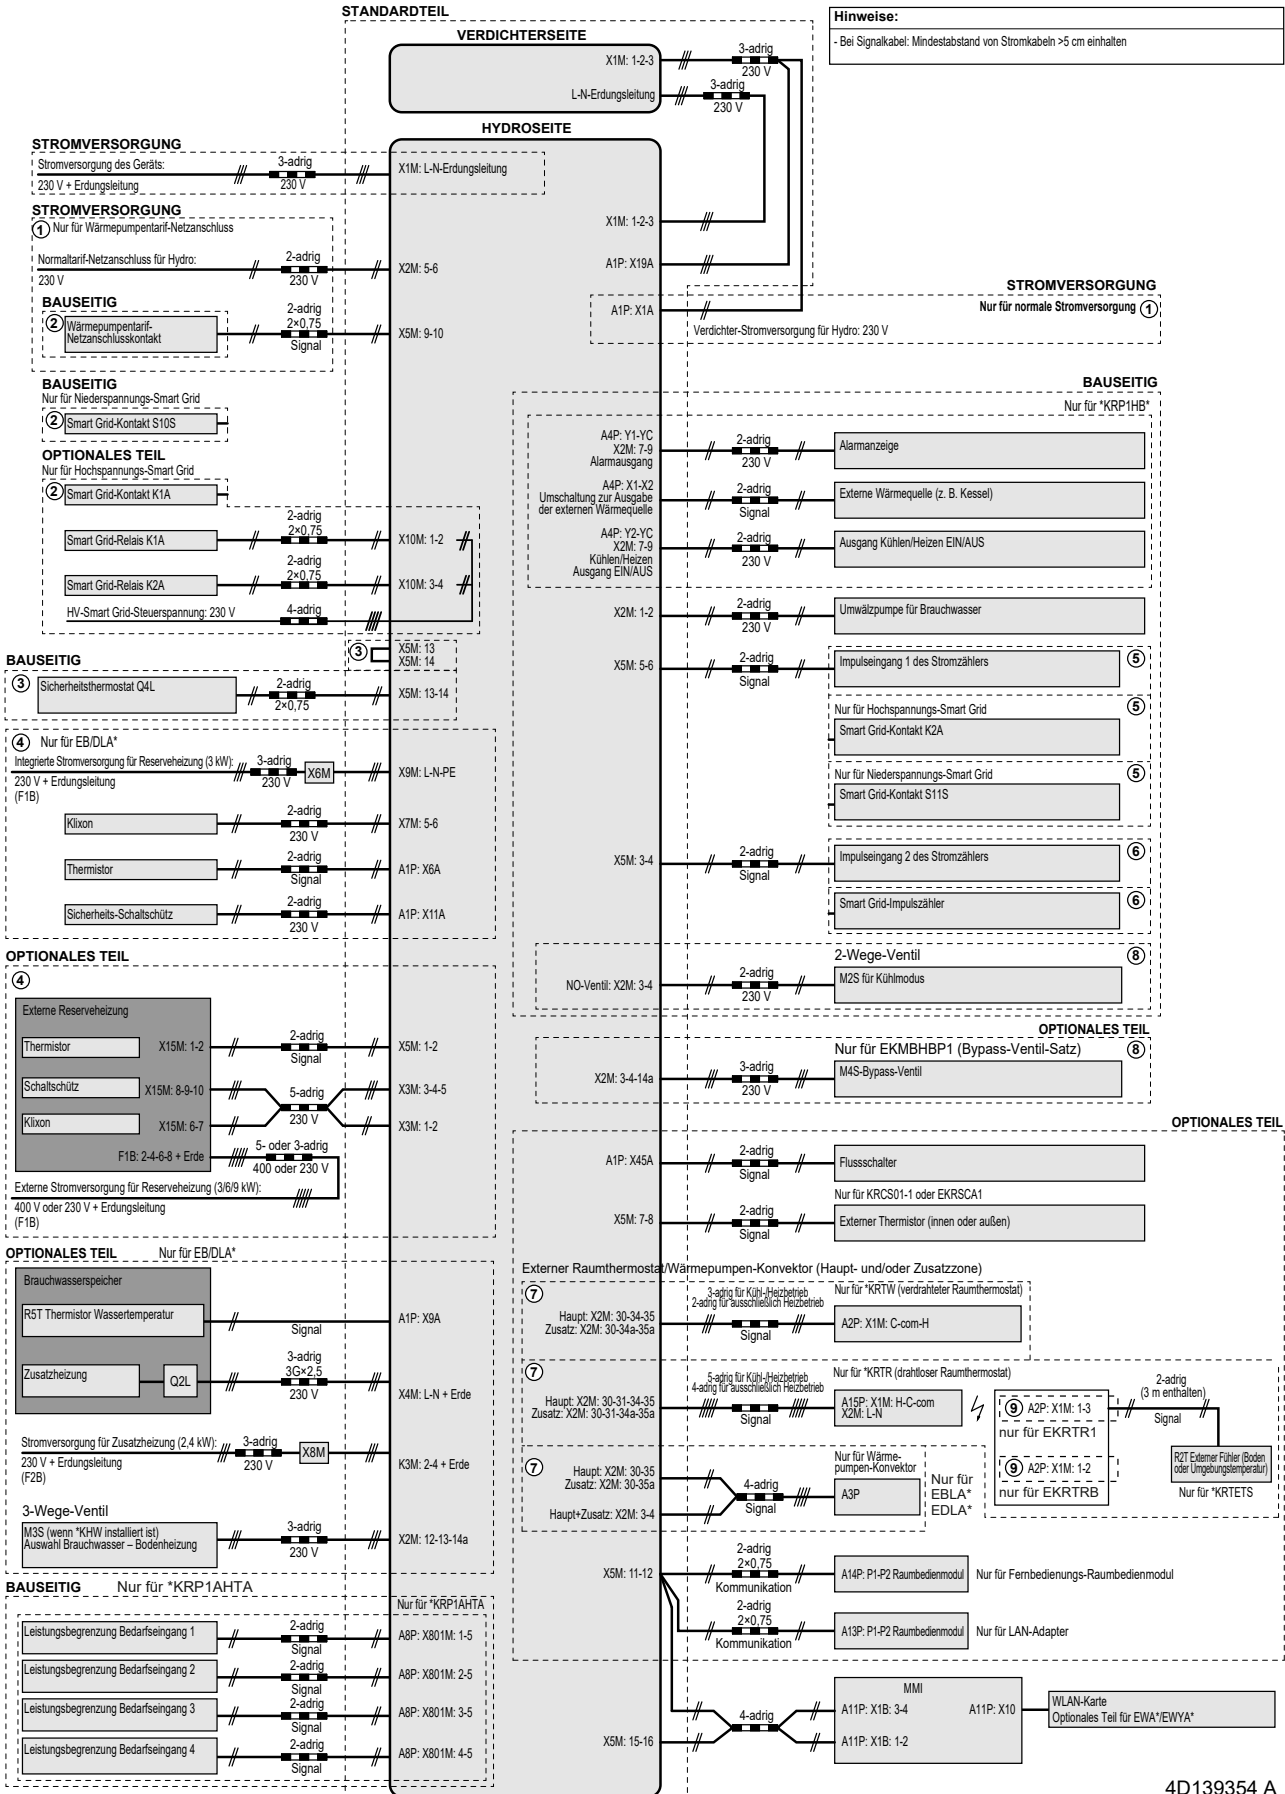 STANDARDTEIL
Hinweise:
- Bei Signalkabel: Mindestabstand von Stromkabeln >5 cm einhalten
VERDICHTERSEITE
X1M: 1-2-3
3-adrig
230 V
L-N-Erdungsleitung
3-adrig
230 V
HYDROSEITE
STROMVERSORGUNG
Stromversorgung des Geräts:
230 V + Erdungsleitung
3-adrig
230 V
X1M: L-N-Erdungsleitung
X1M: 1-2-3
A1P: X19A
STROMVERSORGUNG
1 Nur für Wärmepumpentarif-Netzanschluss
Normaltarif-Netzanschluss für Hydro:
230 V
2-adrig
230 V
X2M: 5-6
BAUSEITIG
2 Wärmepumpentarif-
Netzanschlusskontakt
2-adrig
2×0,75
Signal
X5M: 9-10
STROMVERSORGUNG
Nur für normale Stromversorgung 1
A1P: X1A
Verdichter-Stromversorgung für Hydro: 230 V
BAUSEITIG
Nur für Niederspannungs-Smart Grid
2 Smart Grid-Kontakt S10S
OPTIONALES TEIL
Nur für Hochspannungs-Smart Grid
2 Smart Grid-Kontakt K1A
Smart Grid-Relais K1A
2-adrig
2×0,75
X10M: 1-2
Smart Grid-Relais K2A
2-adrig
2×0,75
X10M: 3-4
HV-Smart Grid-Steuerspannung: 230 V
4-adrig
3
X5M: 13
X5M: 14
BAUSEITIG
3 Sicherheitsthermostat Q4L
2-adrig
2×0,75
X5M: 13-14
4 Nur für EB/DLA*
Integrierte Stromversorgung für Reserveheizung (3 kW):
230 V + Erdungsleitung
(F1B)
3-adrig
230 V
X6M
X9M: L-N-PE
Klixon
2-adrig
230 V
X7M: 5-6
Thermistor
2-adrig
Signal
A1P: X6A
Sicherheits-Schaltschütz
2-adrig
230 V
A1P: X11A
OPTIONALES TEIL
4
Externe Reserveheizung
Thermistor
X15M: 1-2
2-adrig
Signal
X5M: 1-2
Schaltschütz
X15M: 8-9-10
5-adrig
230 V
X3M: 3-4-5
Klixon
X15M: 6-7
X3M: 1-2
F1B: 2-4-6-8 + Erde
5- oder 3-adrig
400 oder 230 V
Externe Stromversorgung für Reserveheizung (3/6/9 kW):
400 V oder 230 V + Erdungsleitung
(F1B)
OPTIONALES TEIL
Nur für EB/DLA*
Brauchwasserspeicher
R5T Thermistor Wassertemperatur
Signal
A1P: X9A
Zusatzheizung
Q2L
3-adrig
3G×2,5
230 V
X4M: L-N + Erde
Stromversorgung für Zusatzheizung (2,4 kW):
230 V + Erdungsleitung
(F2B)
3-adrig
230 V
X8M
K3M: 2-4 + Erde
3-Wege-Ventil
M3S (wenn *KHW installiert ist)
Auswahl Brauchwasser – Bodenheizung
3-adrig
230 V
X2M: 12-13-14a
BAUSEITIG
Nur für *KRP1AHTA
Nur für *KRP1AHTA
Leistungsbegrenzung Bedarfseingang 1
2-adrig
Signal
A8P: X801M: 1-5
Leistungsbegrenzung Bedarfseingang 2
2-adrig
Signal
A8P: X801M: 2-5
Leistungsbegrenzung Bedarfseingang 3
2-adrig
Signal
A8P: X801M: 3-5
Leistungsbegrenzung Bedarfseingang 4
2-adrig
Signal
A8P: X801M: 4-5
BAUSEITIG
Nur für *KRP1HB*
A4P: Y1-YC
X2M: 7-9
Alarmausgang
2-adrig
230 V
Alarmanzeige
A4P: X1-X2
Umschaltung zur Ausgabe
der externen Wärmequelle
2-adrig
Signal
Externe Wärmequelle (z. B. Kessel)
A4P: Y2-YC
X2M: 7-9
Kühlen/Heizen
Ausgang EIN/AUS
2-adrig
230 V
Ausgang Kühlen/Heizen EIN/AUS
X2M: 1-2
2-adrig
230 V
Umwälzpumpe für Brauchwasser
X5M: 5-6
2-adrig
Signal
Impulseingang 1 des Stromzählers
5
Nur für Hochspannungs-Smart Grid
5
Smart Grid-Kontakt K2A
Nur für Niederspannungs-Smart Grid
5
Smart Grid-Kontakt S11S
X5M: 3-4
2-adrig
Signal
Impulseingang 2 des Stromzählers
6
Smart Grid-Impulszähler
6
2-Wege-Ventil
8
NO-Ventil: X2M: 3-4
2-adrig
230 V
M2S für Kühlmodus
OPTIONALES TEIL
Nur für EKMBHBP1 (Bypass-Ventil-Satz)
8
X2M: 3-4-14a
3-adrig
230 V
M4S-Bypass-Ventil
OPTIONALES TEIL
A1P: X45A
2-adrig
Signal
Flussschalter
Nur für KRCS01-1 oder EKRSCA1
X5M: 7-8
2-adrig
Signal
Externer Thermistor (innen oder außen)
Externer Raumthermostat/Wärmepumpen-Konvektor (Haupt- und/oder Zusatzzone)
7
Haupt: X2M: 30-34-35
Zusatz: X2M: 30-34a-35a
3-adrig für Kühl-/Heizbetrieb
2-adrig für ausschließlich Heizbetrieb
Signal
Nur für *KRTW (verdrahteter Raumthermostat)
A2P: X1M: C-com-H
7
Haupt: X2M: 30-31-34-35
Zusatz: X2M: 30-31-34a-35a
5-adrig für Kühl-/Heizbetrieb
4-adrig für ausschließlich Heizbetrieb
Signal
Nur für *KRTR (drahtloser Raumthermostat)
A15P: X1M: H-C-com
X2M: L-N
9 A2P: X1M: 1-3
nur für EKRTR1
9 A2P: X1M: 1-2
nur für EKRTRB
2-adrig
(3 m enthalten)
Signal
R2T Externer Fühler (Boden
oder Umgebungstemperatur)
Nur für *KRTETS
7
Haupt: X2M: 30-35
Zusatz: X2M: 30-35a
Haupt+Zusatz: X2M: 3-4
4-adrig
Signal
Nur für Wärme-
pumpen-Konvektor
A3P
Nur für
EBLA*
EDLA*
X5M: 11-12
2-adrig
2×0,75
Kommunikation
A14P: P1-P2 Raumbedienmodul
Nur für Fernbedienungs-Raumbedienmodul
2-adrig
2×0,75
Kommunikation
A13P: P1-P2 Raumbedienmodul
Nur für LAN-Adapter
X5M: 15-16
4-adrig
MMI
A11P: X1B: 3-4
A11P: X1B: 1-2
A11P: X10
WLAN-Karte
Optionales Teil für EWA*/EWYA*
4D139354 A